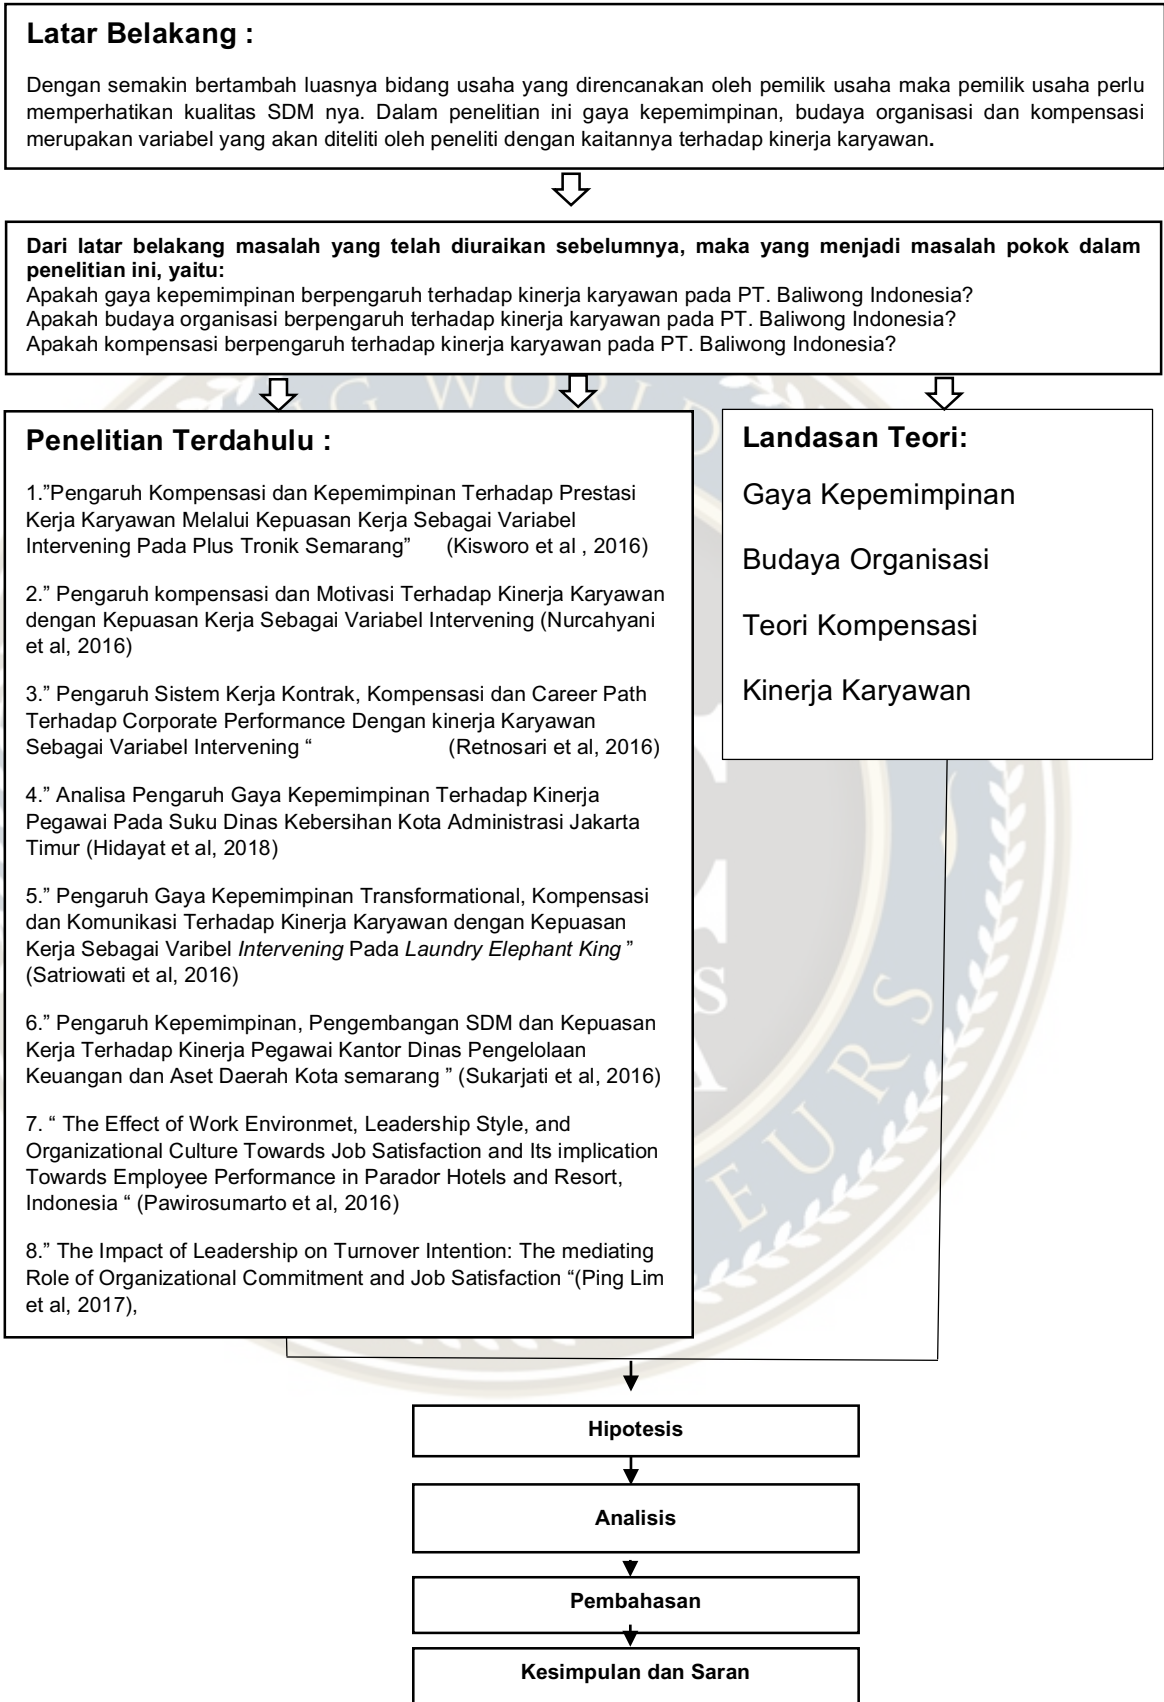 Latar Belakang :
Dengan semakin bertambah luasnya bidang usaha yang direncanakan oleh pemilik usaha maka pemilik usaha perlu
memperhatikan kualitas SDM nya. Dalam penelitian ini gaya kepemimpinan, budaya organisasi dan kompensasi
merupakan variabel yang akan diteliti oleh peneliti dengan kaitannya terhadap kinerja karyawan.
Dari latar belakang masalah yang telah diuraikan sebelumnya, maka yang menjadi masalah pokok dalam
penelitian ini, yaitu:
Apakah gaya kepemimpinan berpengaruh terhadap kinerja karyawan pada PT. Baliwong Indonesia?
Apakah budaya organisasi berpengaruh terhadap kinerja karyawan pada PT. Baliwong Indonesia?
Apakah kompensasi berpengaruh terhadap kinerja karyawan pada PT. Baliwong Indonesia?
Penelitian Terdahulu :
1.”Pengaruh Kompensasi dan Kepemimpinan Terhadap Prestasi
Kerja Karyawan Melalui Kepuasan Kerja Sebagai Variabel
Intervening Pada Plus Tronik Semarang” (Kisworo et al , 2016)
2.” Pengaruh kompensasi dan Motivasi Terhadap Kinerja Karyawan
dengan Kepuasan Kerja Sebagai Variabel Intervening (Nurcahyani
et al, 2016)
3.” Pengaruh Sistem Kerja Kontrak, Kompensasi dan Career Path
Terhadap Corporate Performance Dengan kinerja Karyawan
Sebagai Variabel Intervening “ (Retnosari et al, 2016)
4.” Analisa Pengaruh Gaya Kepemimpinan Terhadap Kinerja
Pegawai Pada Suku Dinas Kebersihan Kota Administrasi Jakarta
Timur (Hidayat et al, 2018)
5.” Pengaruh Gaya Kepemimpinan Transformational, Kompensasi
dan Komunikasi Terhadap Kinerja Karyawan dengan Kepuasan
Kerja Sebagai Varibel Intervening Pada Laundry Elephant King ”
(Satriowati et al, 2016)
6.” Pengaruh Kepemimpinan, Pengembangan SDM dan Kepuasan
Kerja Terhadap Kinerja Pegawai Kantor Dinas Pengelolaan
Keuangan dan Aset Daerah Kota semarang ” (Sukarjati et al, 2016)
7. “ The Effect of Work Environmet, Leadership Style, and
Organizational Culture Towards Job Satisfaction and Its implication
Towards Employee Performance in Parador Hotels and Resort,
Indonesia “ (Pawirosumarto et al, 2016)
8.” The Impact of Leadership on Turnover Intention: The mediating
Role of Organizational Commitment and Job Satisfaction “(Ping Lim
et al, 2017),
Landasan Teori:
Gaya Kepemimpinan
Budaya Organisasi
Teori Kompensasi
Kinerja Karyawan
Hipotesis
Analisis
Pembahasan
Kesimpulan dan Saran